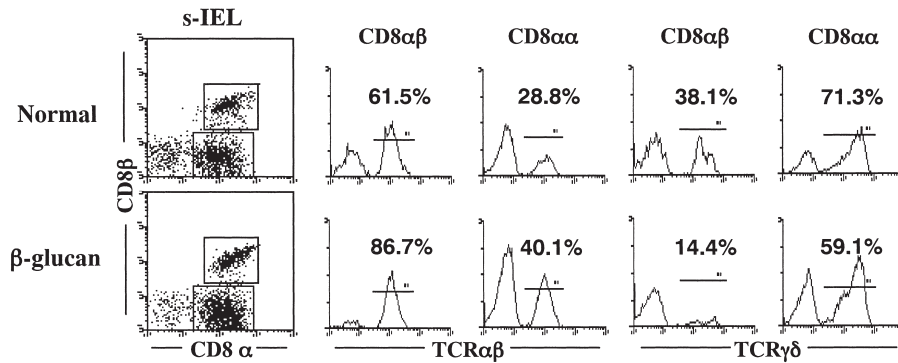 s-IEL
CD8αβ CD8αα CD8αβ CD8αα
Normal
61.5% 28.8% 38.1% 71.3%
CD8β
β-glucan
86.7% 40.1% 14.4% 59.1%
CD8 α TCRαβ TCRγδ